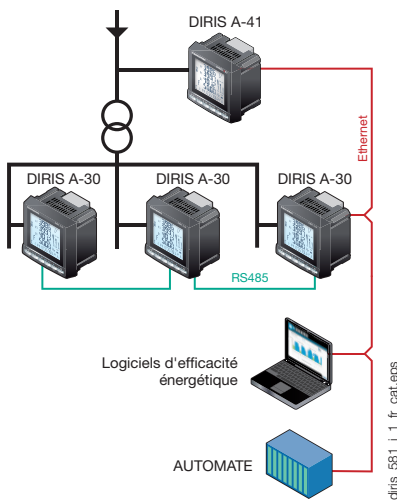 DIRIS A-41
Ethernet
DIRIS A-30
DIRIS A-30
DIRIS A-30
RS485
Logiciels d'efficacité
énergétique
AUTOMATE
diris_581_i_1_fr_cat.eps